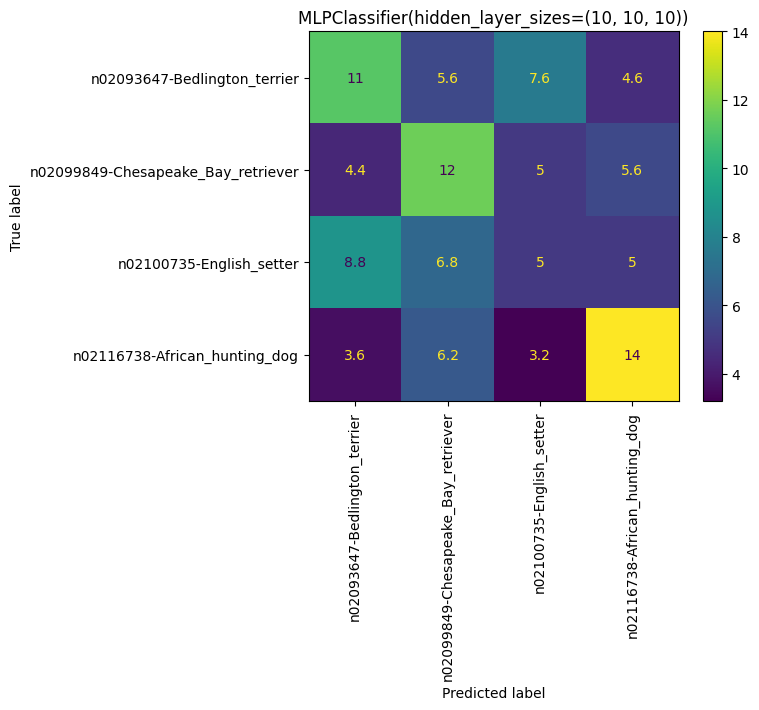 MLPClassifier(hidden_layer_sizes=(10, 10, 10))
True label
n02093647-Bedlington_terrier
11 5.6 7.6 4.6
n02099849-Chesapeake_Bay_retriever
4.4 12 5 5.6
n02100735-English_setter
8.8 6.8 5 5
n02116738-African_hunting_dog
3.6 6.2 3.2 14
n02093647-Bedlington_terrier
n02099849-Chesapeake_Bay_retriever
n02100735-English_setter
n02116738-African_hunting_dog
Predicted label
14
12
10
8
6
4